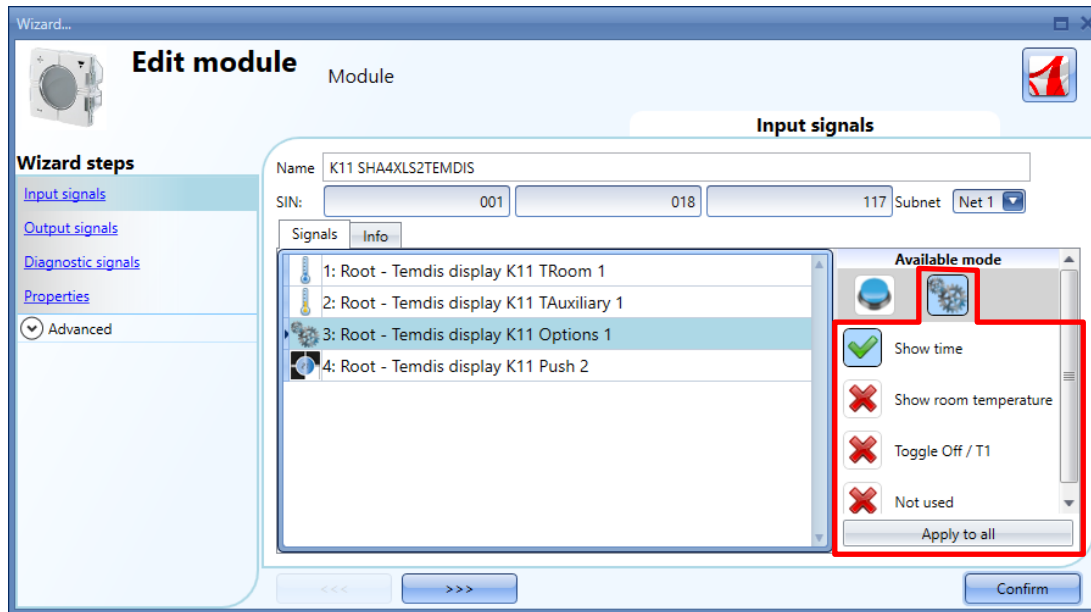 Wizard...
Edit module
Module
Input signals
Wizard steps
Input signals
Output signals
Diagnostic signals
Properties
Advanced
Name K11 SHA4XLS2TEMDIS
SIN: 001 018 117 Subnet Net 1
Signals Info
1: Root - Temdis display K11 TRoom 1
2: Root - Temdis display K11 TAuxiliary 1
3: Root - Temdis display K11 Options 1
4: Root - Temdis display K11 Push 2
Available mode
Show time
Show room temperature
Toggle Off / T1
Not used
Apply to all
<<< >>> Confirm